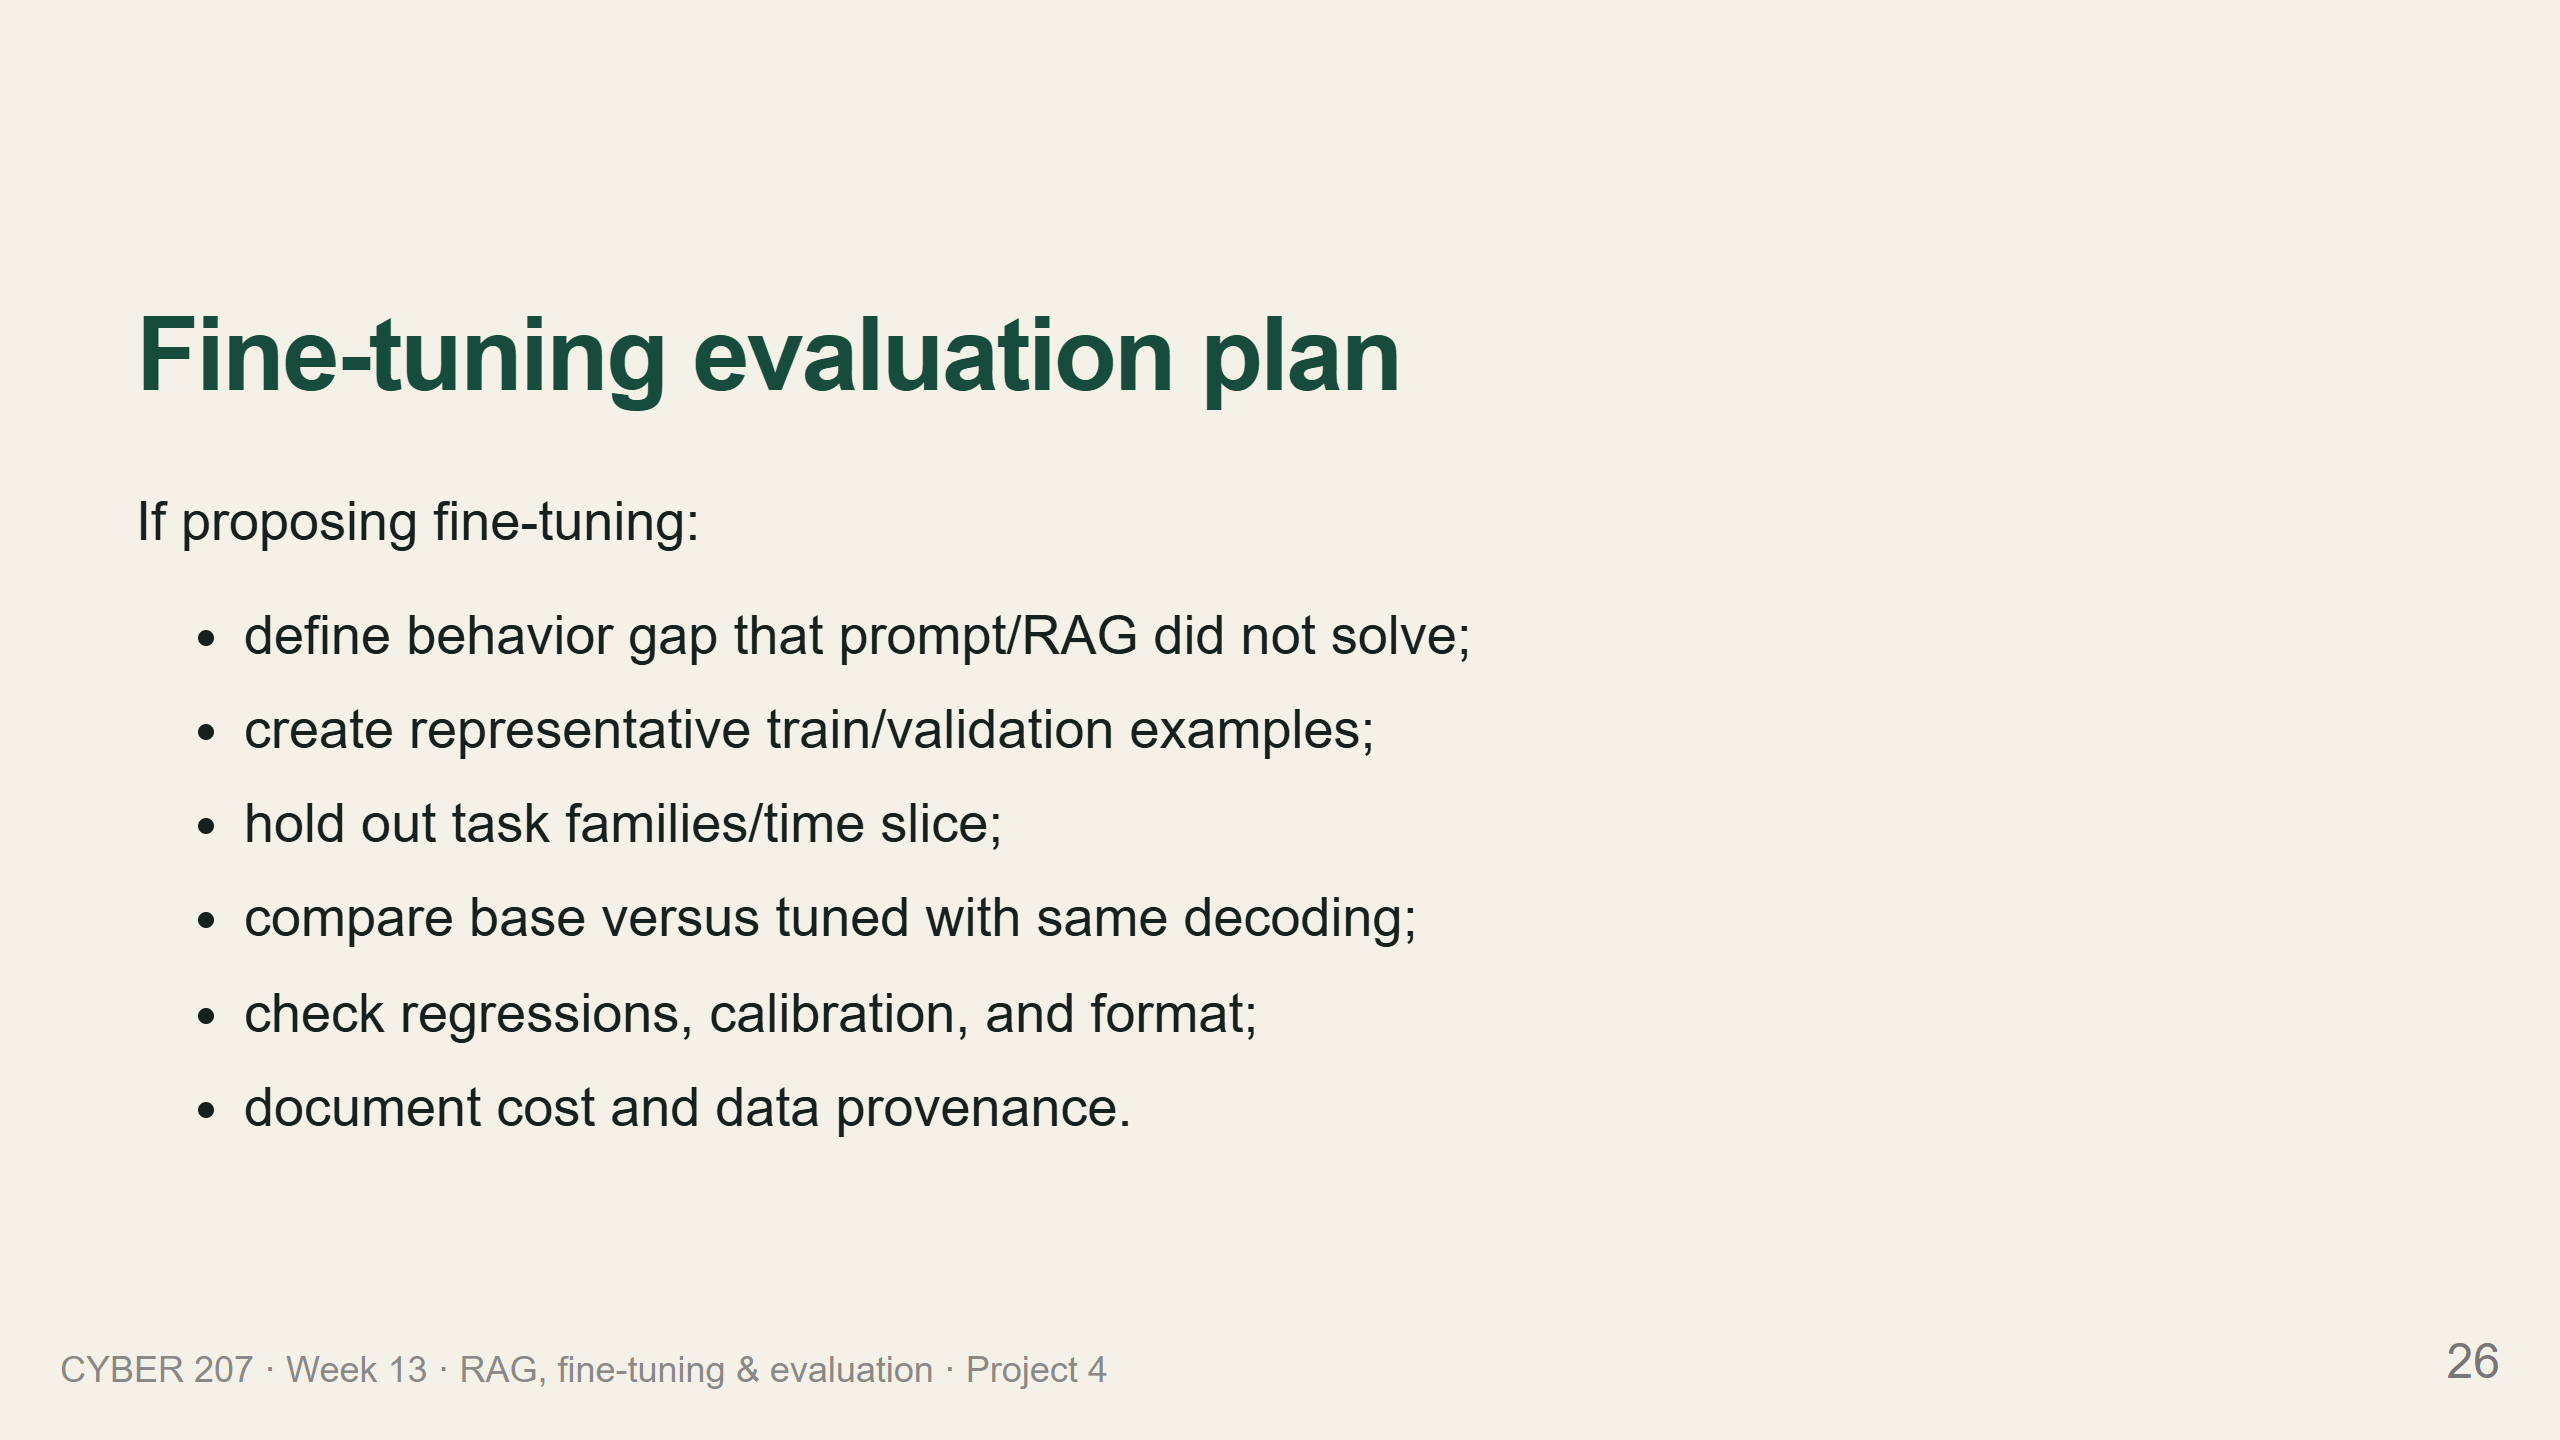 Fine-tuning evaluation plan
If proposing fine-tuning:
• define behavior gap that prompt/RAG did not solve;
• create representative train/validation examples;
• hold out task families/time slice;
• compare base versus tuned with same decoding;
• check regressions, calibration, and format;
• document cost and data provenance.
CYBER 207 · Week 13 · RAG, fine-tuning & evaluation · Project 4
26